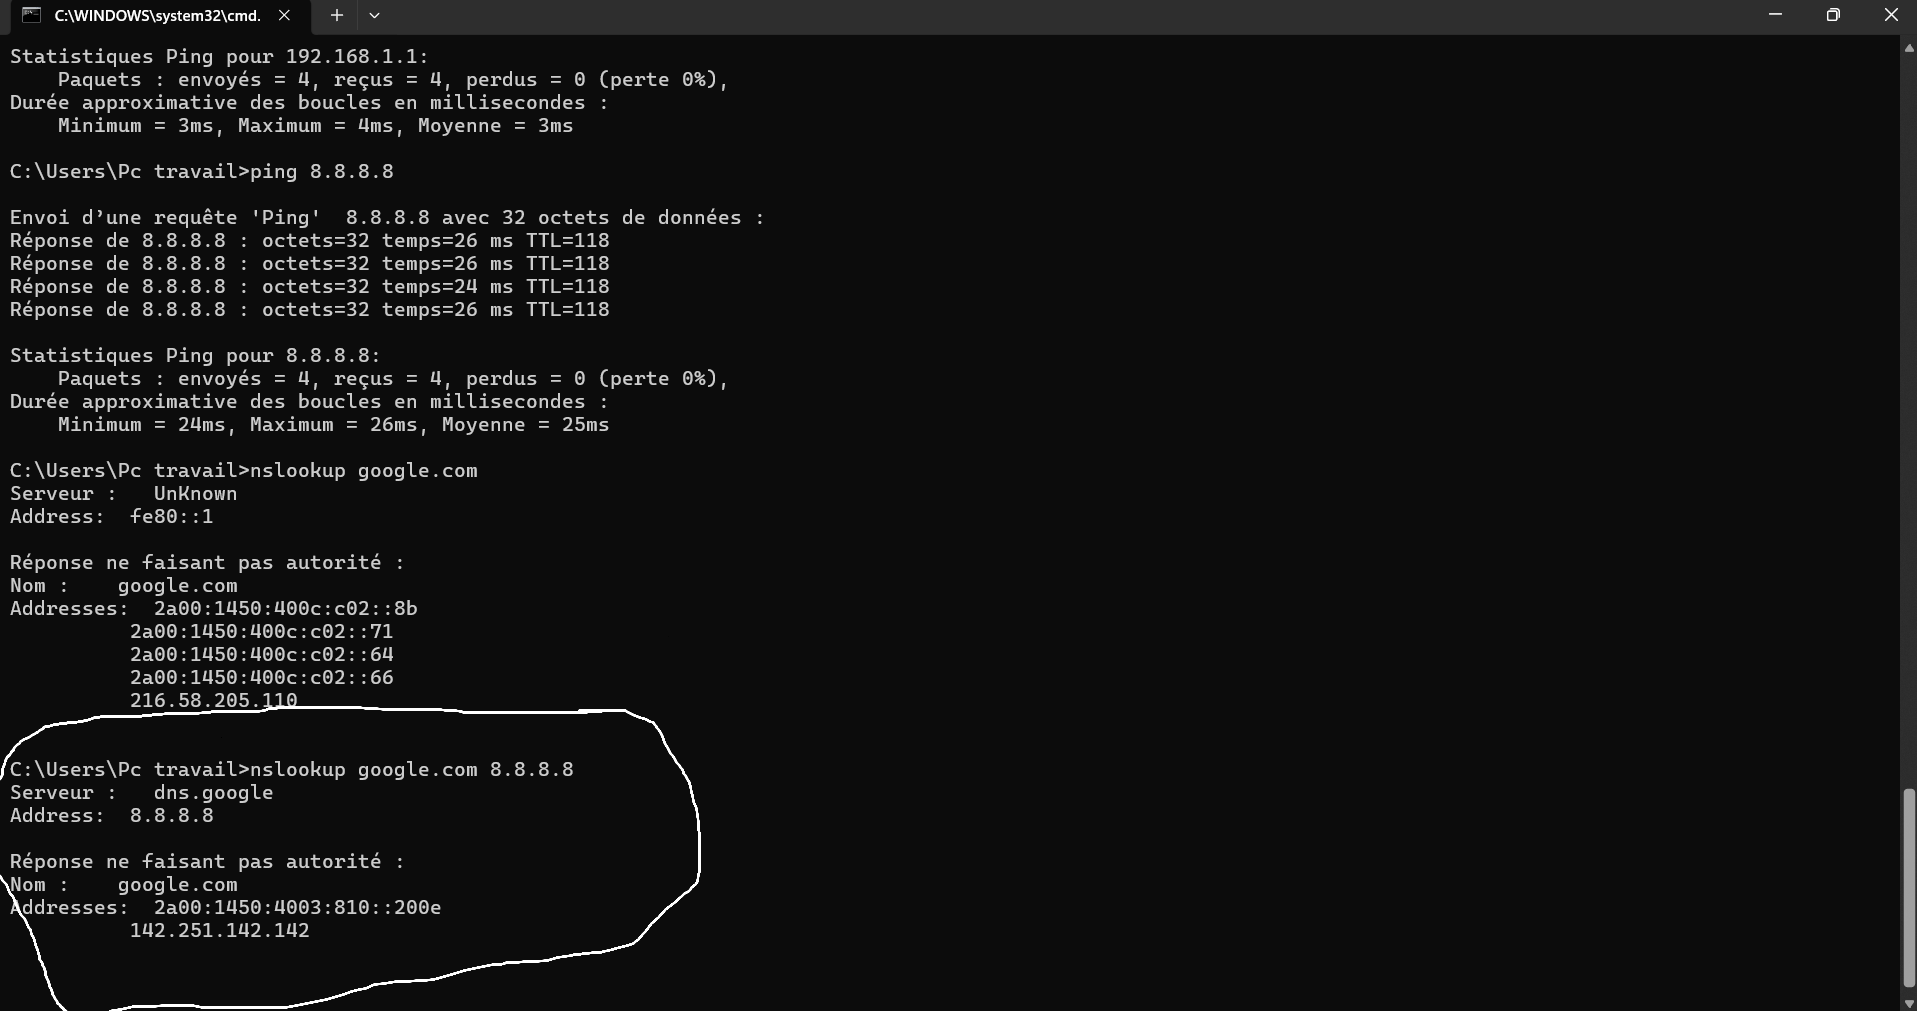 C:\WINDOWS\system32\cmd.
Statistiques Ping pour 192.168.1.1:
    Paquets : envoyés = 4, reçus = 4, perdus = 0 (perte 0%),
Durée approximative des boucles en millisecondes :
    Minimum = 3ms, Maximum = 4ms, Moyenne = 3ms
C:\Users\Pc travail>ping 8.8.8.8
Envoi d’une requête 'Ping'  8.8.8.8 avec 32 octets de données :
Réponse de 8.8.8.8 : octets=32 temps=26 ms TTL=118
Réponse de 8.8.8.8 : octets=32 temps=26 ms TTL=118
Réponse de 8.8.8.8 : octets=32 temps=24 ms TTL=118
Réponse de 8.8.8.8 : octets=32 temps=26 ms TTL=118
Statistiques Ping pour 8.8.8.8:
    Paquets : envoyés = 4, reçus = 4, perdus = 0 (perte 0%),
Durée approximative des boucles en millisecondes :
    Minimum = 24ms, Maximum = 26ms, Moyenne = 25ms
C:\Users\Pc travail>nslookup google.com
Serveur :   UnKnown
Address:  fe80::1
Réponse ne faisant pas autorité :
Nom :    google.com
Addresses:  2a00:1450:400c:c02::8b
          2a00:1450:400c:c02::71
          2a00:1450:400c:c02::64
          2a00:1450:400c:c02::66
          216.58.205.110
C:\Users\Pc travail>nslookup google.com 8.8.8.8
Serveur :   dns.google
Address:  8.8.8.8
Réponse ne faisant pas autorité :
Nom :    google.com
Addresses:  2a00:1450:4003:810::200e
          142.251.142.142